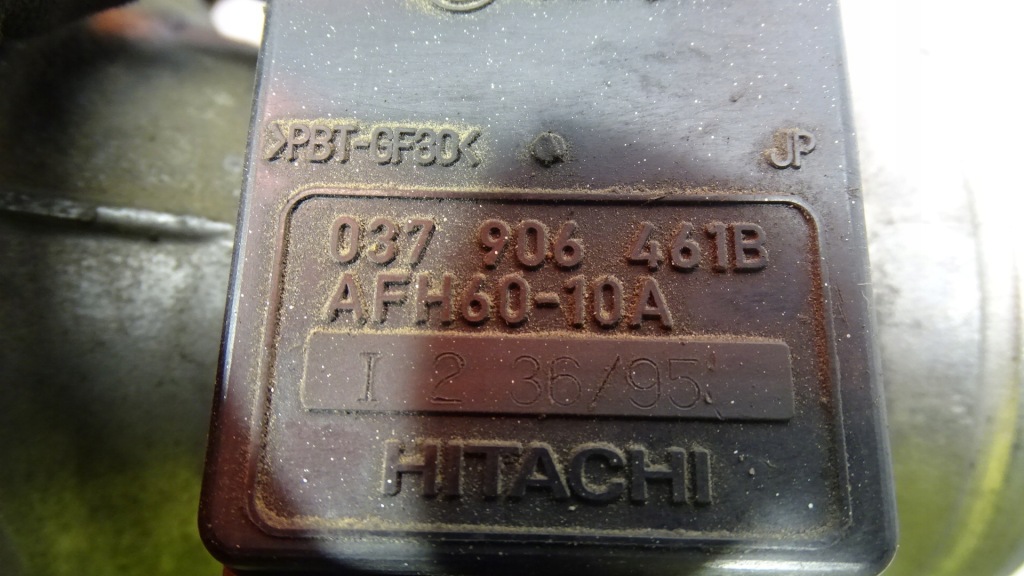 >PBT-GF30< JP
037 906 461B
AFH60-10A
I 2 36/95
HITACHI